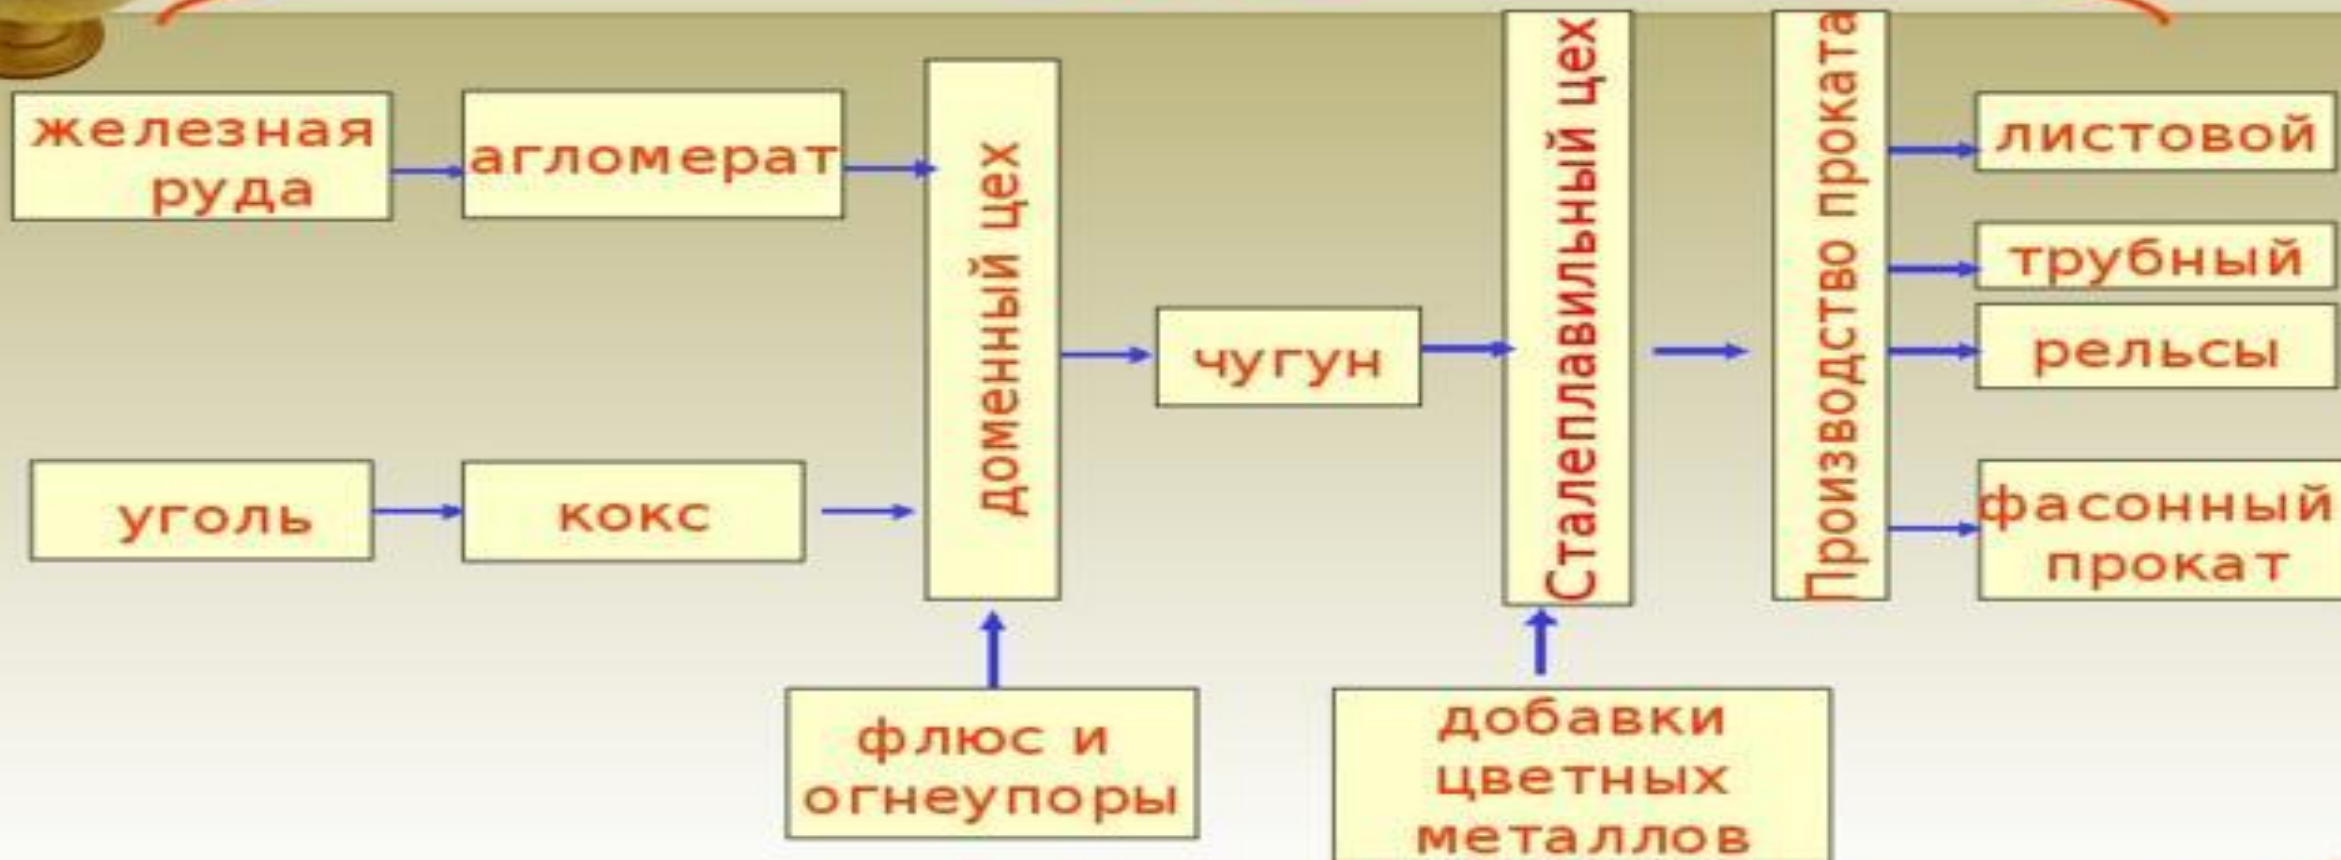 железная
руда
агломерат
уголь
кокс
доменный цех
флюс и
огнеупоры
чугун
Сталеплавильный цех
добавки
цветных
металлов
Производство проката
листовой
трубный
рельсы
фасонный
прокат